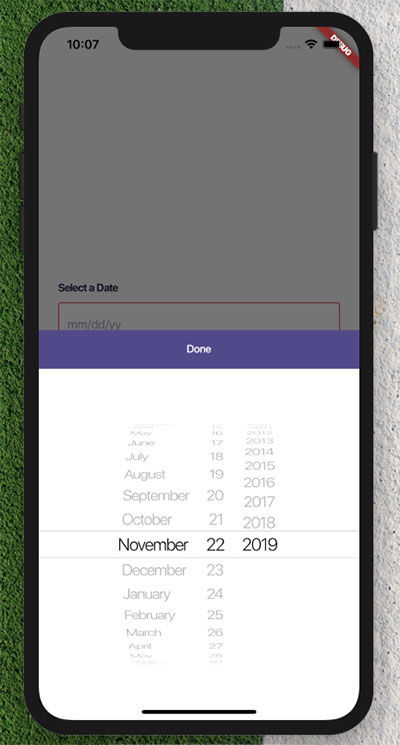 10:07
DEBUG
Select a Date
mm/dd/yy
Done
May 2012
June 17 2013
July 18 2014
August 19 2015
September 20 2016
October 21 2017
2018
November 22 2019
December 23
January 24
February 25
March 26
April 27
May 28